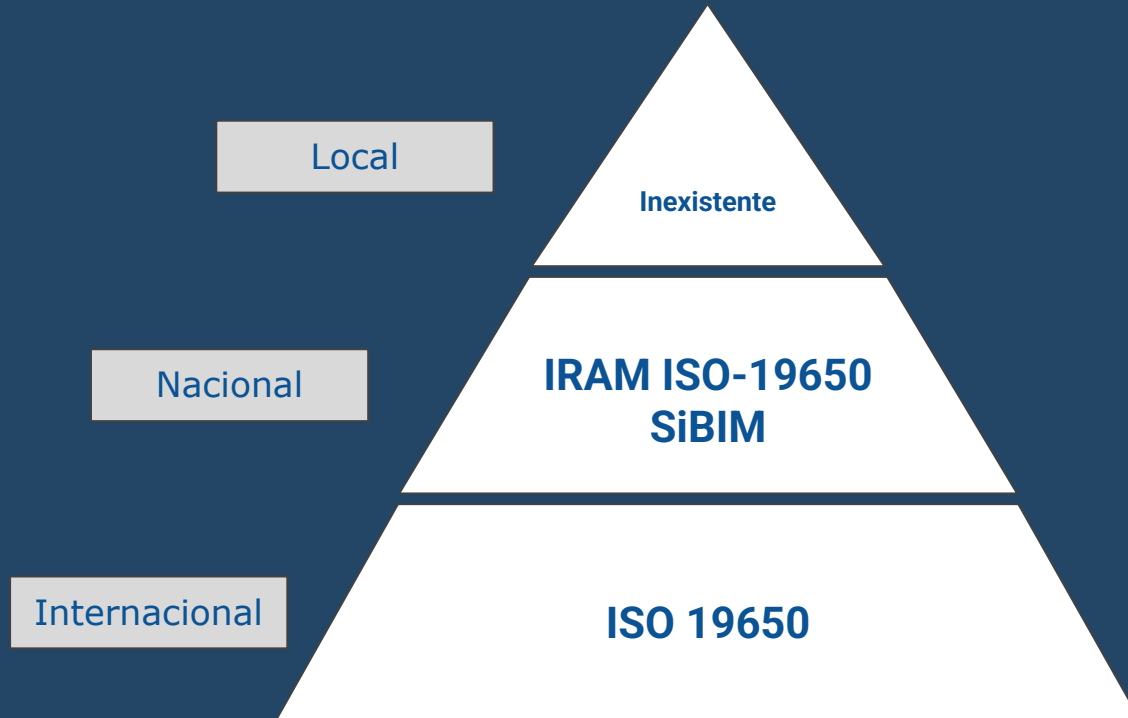 Local
Inexistente
Nacional
IRAM ISO-19650
SiBIM
Internacional
ISO 19650